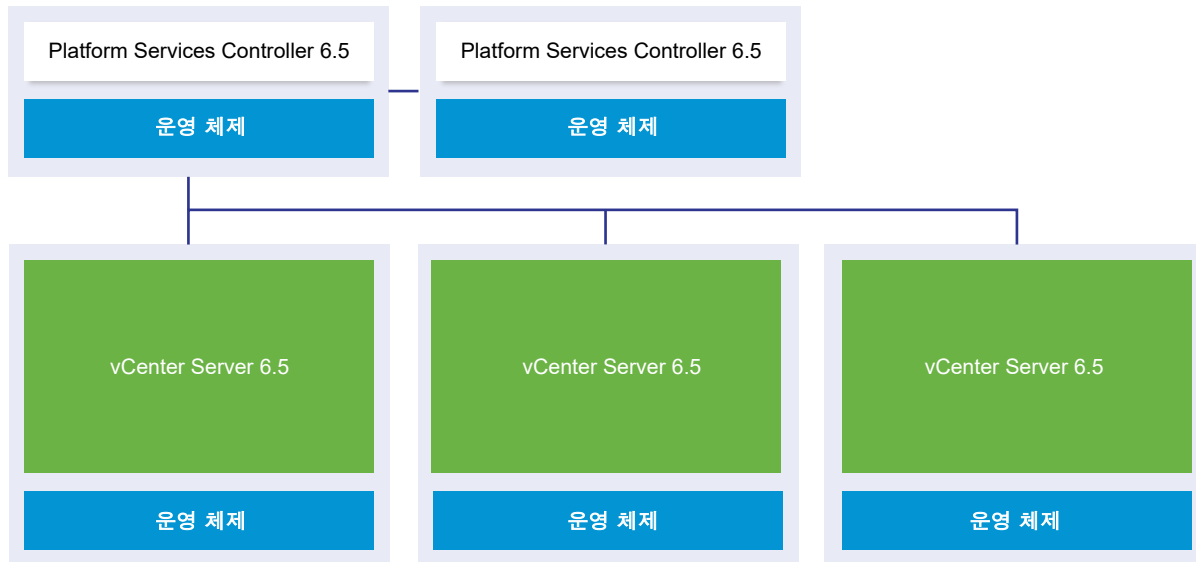 Platform Services Controller 6.5
Platform Services Controller 6.5
운영 체제
운영 체제
vCenter Server 6.5
vCenter Server 6.5
vCenter Server 6.5
운영 체제
운영 체제
운영 체제